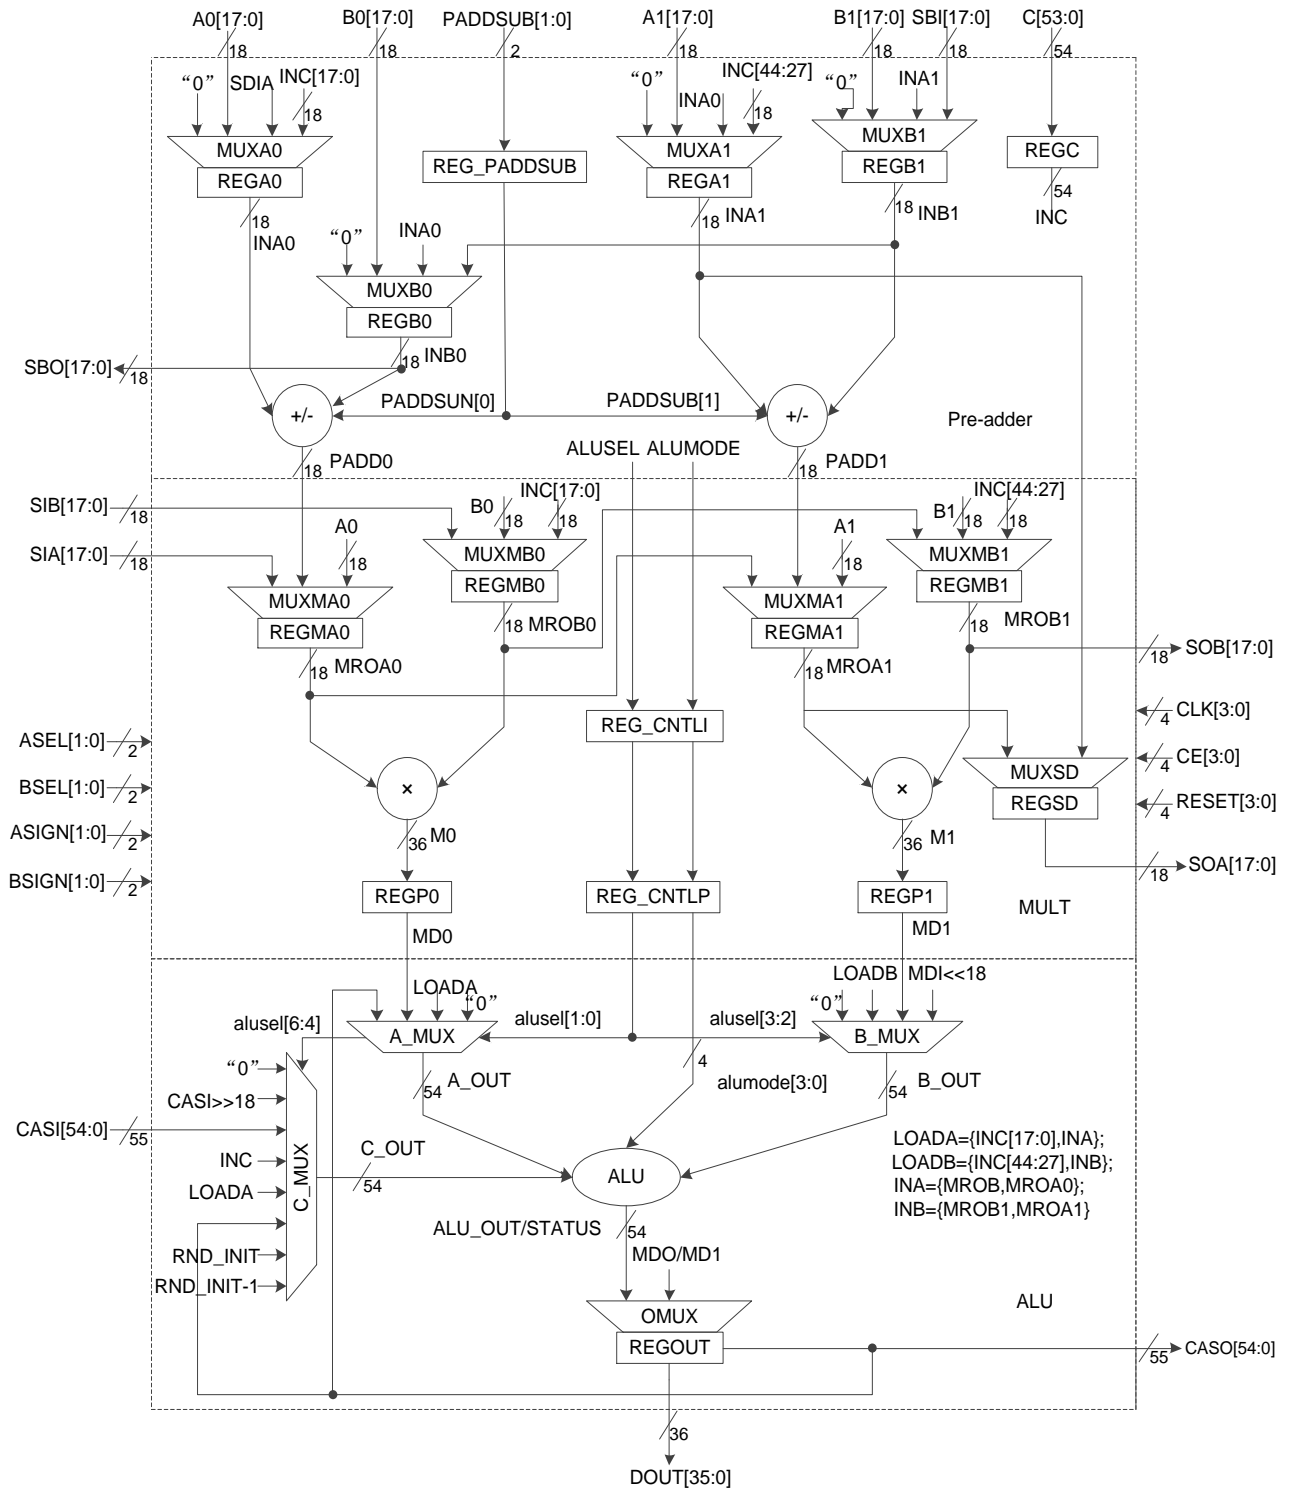 A0[17:0] B0[17:0] PADDSUB[1:0] A1[17:0] B1[17:0] SBI[17:0] C[53:0]
18 18 2 18 18 18 54
“0” SDIA INC[17:0] “0” INA0 INC[44:27] “0” INA1
18 18
MUXA0 MUXA1 MUXB1 REGC
REGA0 REG_PADDSUB REGA1 REGB1
18 INA0 18 INA1 18 INB1 54 INC
“0” INA0
MUXB0
REGB0
SBO[17:0] 18 18 INB0
+/- PADDSUN[0] PADDSUB[1] +/- Pre-adder
18 PADD0 ALUSEL ALUMODE 18 PADD1
SIB[17:0] 18 B0 18 INC[17:0] 18 B1 18 INC[44:27] 18
SIA[17:0] 18 A0 18 MUXMB0 A1 18 MUXMB1
MUXMA0 REGMB0 MUXMA1 REGMB1
REGMA0 18 MROB0 REGMA1 18 MROB1
18 MROA0 18 MROA1 18 SOB[17:0]
REG_CNTLI 4 CLK[3:0]
ASEL[1:0] 2 4 CE[3:0]
BSEL[1:0] 2 × × MUXSD
REGSD 4 RESET[3:0]
ASIGN[1:0] 2 36 M0 36 M1
BSIGN[1:0] 2 18 SOA[17:0]
REGP0 REG_CNTLP REGP1 MULT
MD0 MD1
LOADA “0” “0” LOADB MDI<<18
alusel[6:4] A_MUX alusel[1:0] alusel[3:2] B_MUX
“0” 54 A_OUT 4 alumode[3:0] 54 B_OUT
CASI>>18
CASI[54:0] 55
INC C_MUX C_OUT 54 ALU
LOADA
LOADA={INC[17:0],INA};
LOADB={INC[44:27],INB};
INA={MROB,MROA0};
INB={MROB1,MROA1}
ALU_OUT/STATUS 54
RND_INIT MDO/MD1
RND_INIT-1
OMUX ALU
REGOUT 55 CASO[54:0]
36
DOUT[35:0]